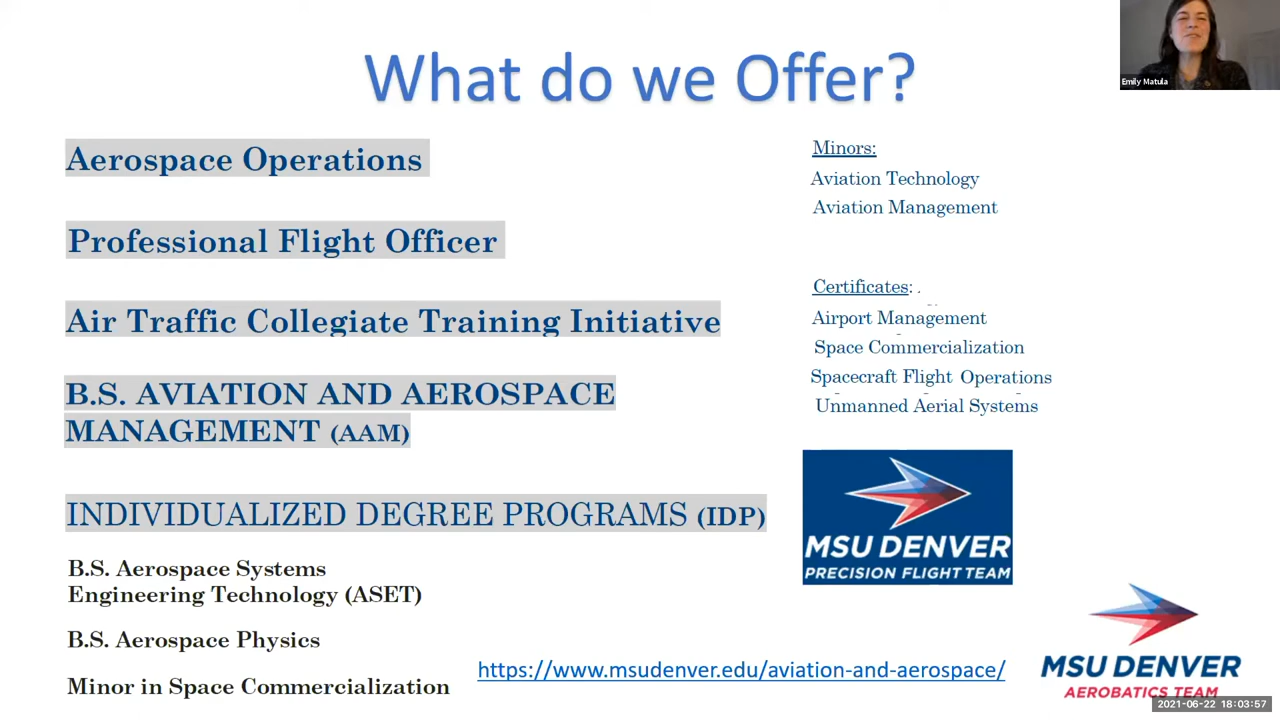 What do we Offer?
Emily Matula
Aerospace Operations
Professional Flight Officer
Air Traffic Collegiate Training Initiative
B.S. AVIATION AND AEROSPACE
MANAGEMENT (AAM)
INDIVIDUALIZED DEGREE PROGRAMS (IDP)
B.S. Aerospace Systems
Engineering Technology (ASET)
B.S. Aerospace Physics
Minor in Space Commercialization
Minors:
Aviation Technology
Aviation Management
Certificates: .
Airport Management
Space Commercialization
Spacecraft Flight Operations
Unmanned Aerial Systems
MSU DENVER
PRECISION FLIGHT TEAM
https://www.msudenver.edu/aviation-and-aerospace/
MSU DENVER
AEROBATICS TEAM
2021-06-22 18:03:57